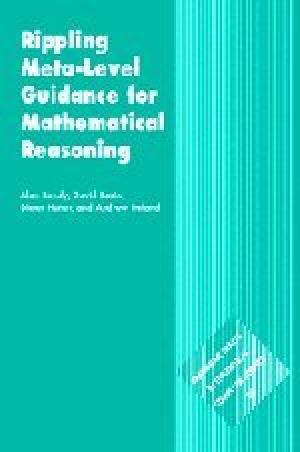 Rippling
Meta-Level
Guidance for
Mathematical
Reasoning
Alan Bundy, David Basin,
Dieter Hutter, and Andrew Ireland